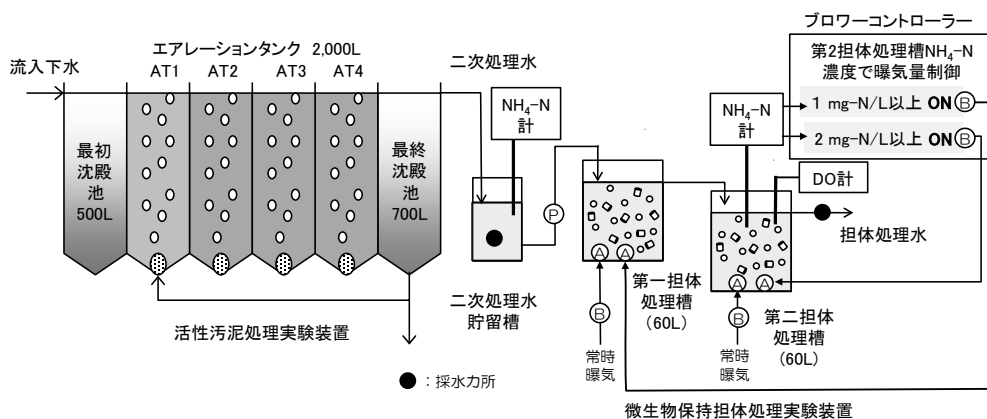 ブロワーコントローラー
第2担体処理槽NH₄-N
濃度で曝気量制御
1 mg-N/L以上 ON B
2 mg-N/L以上 ON B
エアレーションタンク 2,000L
流入下水
AT1 AT2 AT3 AT4
二次処理水
NH₄-N
計
NH₄-N
計
DO計
最初
沈殿
池
500L
最終
沈殿
池
700L
P
担体処理水
A A
A A
第一担体
処理槽
(60L)
二次処理水
貯留槽
B
B
第二担体
処理槽
(60L)
活性汚泥処理実験装置
常時
曝気
常時
曝気
:採水力所
微生物保持担体処理実験装置